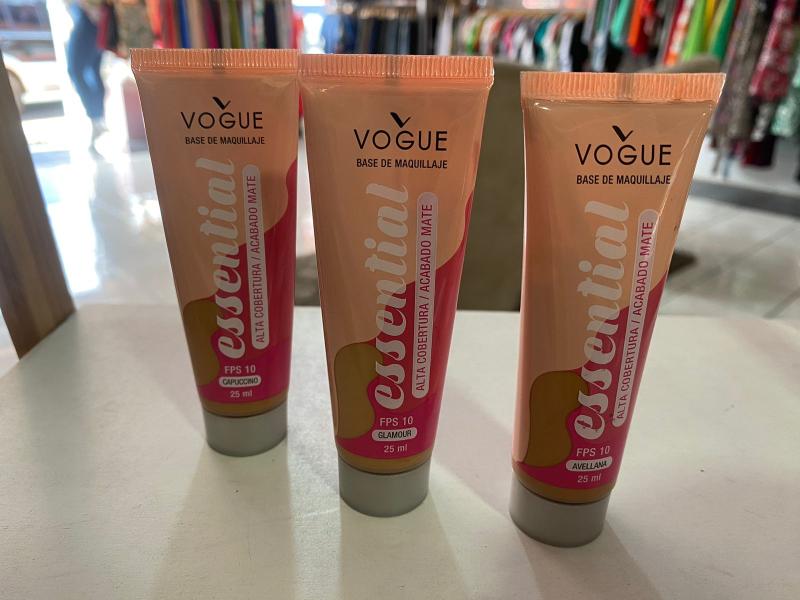 VOGUE
BASE DE MAQUILLAJE
essential
ALTA COBERTURA / ACABADO MATE
FPS 10
CAPUCCINO
25 ml
VOGUE
BASE DE MAQUILLAJE
essential
ALTA COBERTURA / ACABADO MATE
FPS 10
GLAMOUR
25 ml
VOGUE
BASE DE MAQUILLAJE
essential
ALTA COBERTURA / ACABADO MATE
FPS 10
AVELLANA
25 ml